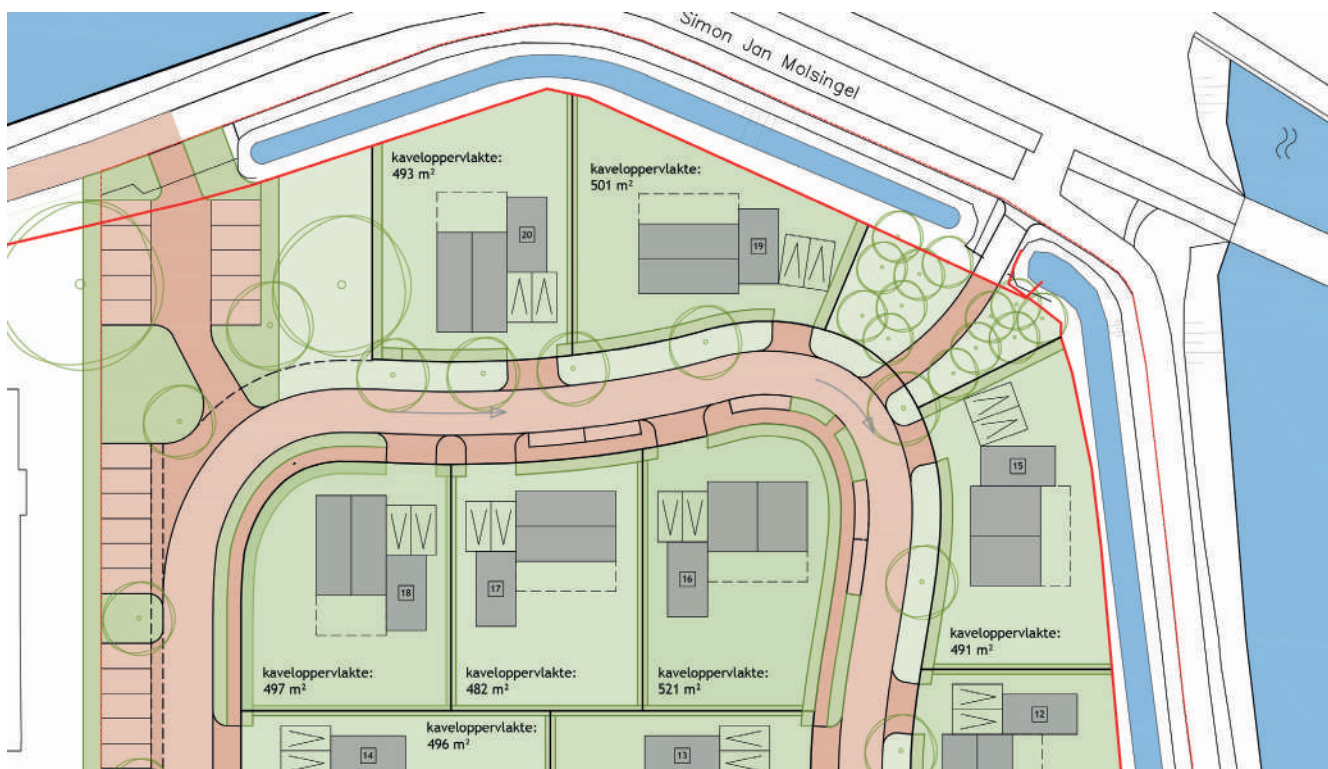 Simon Jan Molsingel
kaveloppervlakte:
493 m²
kaveloppervlakte:
501 m²
20
19
15
18
17
16
kaveloppervlakte:
491 m²
kaveloppervlakte:
497 m²
kaveloppervlakte:
482 m²
kaveloppervlakte:
521 m²
kaveloppervlakte:
496 m²
14
13
12